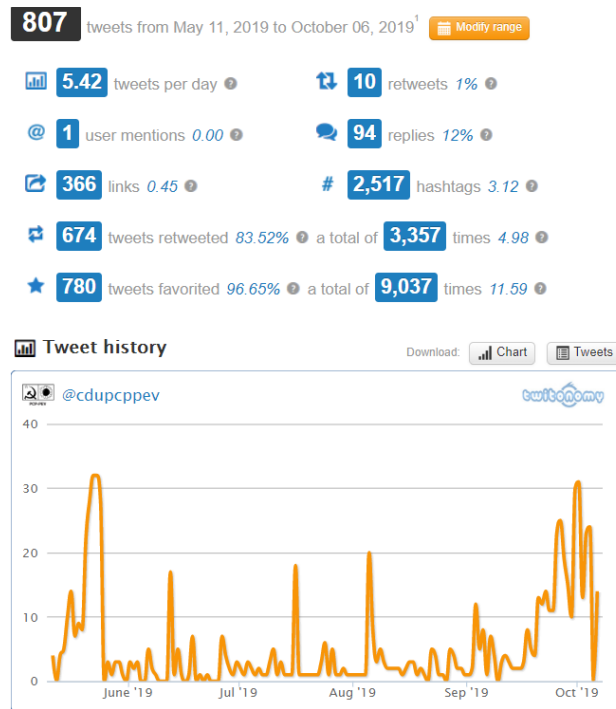 807 tweets from May 11, 2019 to October 06, 2019¹ Modify range
5.42 tweets per day ? 10 retweets 1% ?
@ 1 user mentions 0.00 ? 94 replies 12% ?
366 links 0.45 ? # 2,517 hashtags 3.12 ?
674 tweets retweeted 83.52% ? a total of 3,357 times 4.98 ?
780 tweets favorited 96.65% ? a total of 9,037 times 11.59 ?
Tweet history Download: Chart Tweets
@cdupcppev twitonomy
40
30
20
10
0
June '19 Jul '19 Aug '19 Sep '19 Oct '19